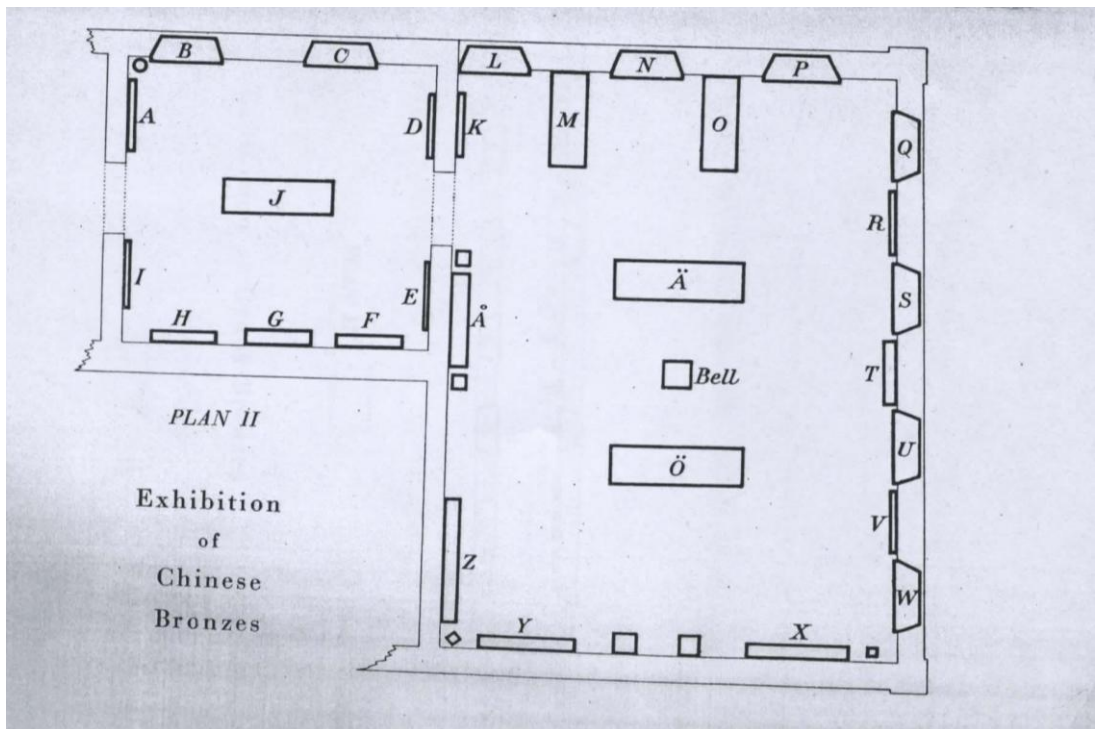 B C L N P
A D K M O Q
J R
I E Ä S
H G F Å
Bell T
PLAN II
Ö U
Exhibition
of
Chinese
Bronzes
Z V
W
Y X